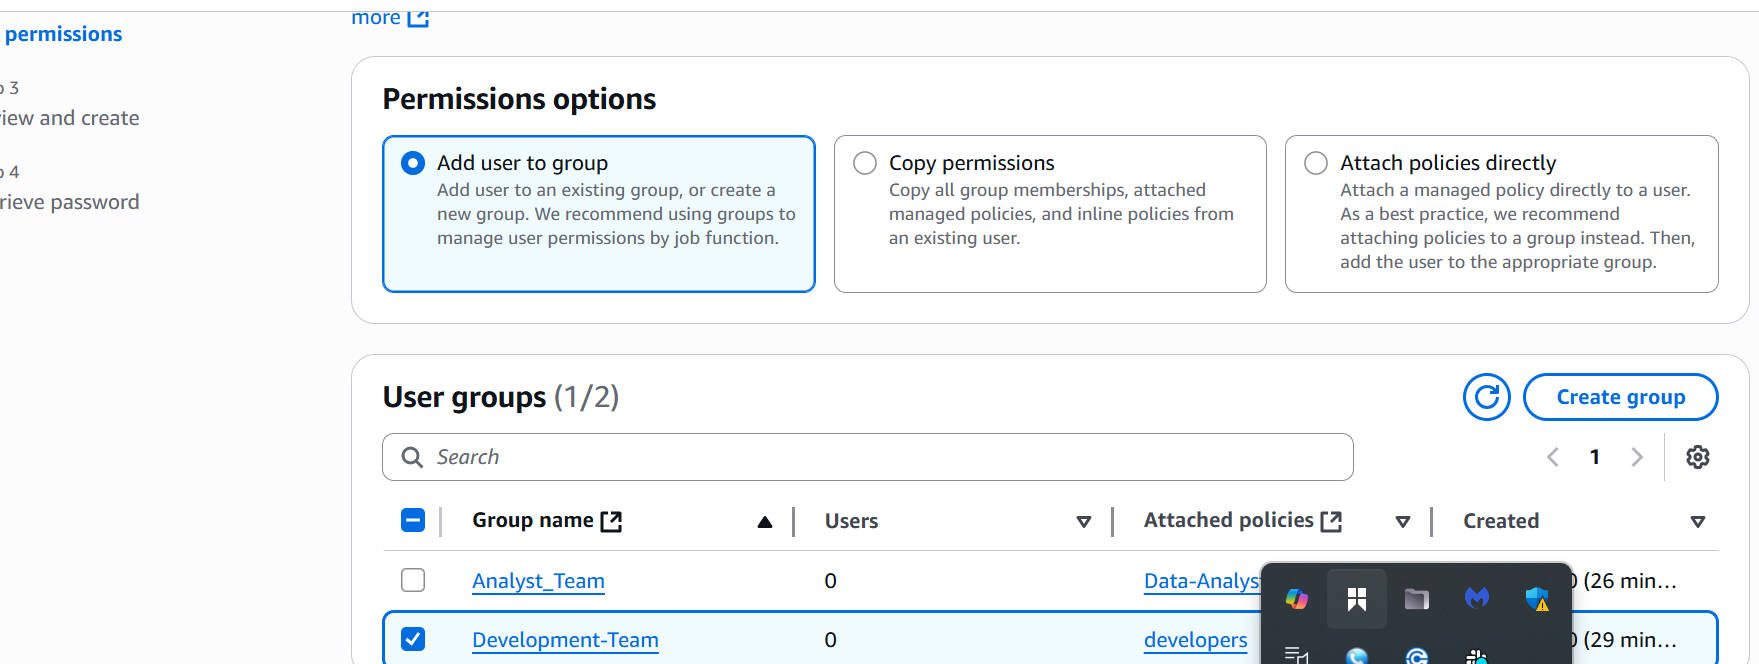 more
permissions
3
view and create
4
rieve password
Permissions options
Add user to group
Add user to an existing group, or create a
new group. We recommend using groups to
manage user permissions by job function.
Copy permissions
Copy all group memberships, attached
managed policies, and inline policies from
an existing user.
Attach policies directly
Attach a managed policy directly to a user.
As a best practice, we recommend
attaching policies to a group instead. Then,
add the user to the appropriate group.
User groups (1/2)
Create group
Search
1
Group name
Users
Attached policies
Created
Analyst_Team
0
Data-Analys
(26 min...
Development-Team
0
developers
(29 min...